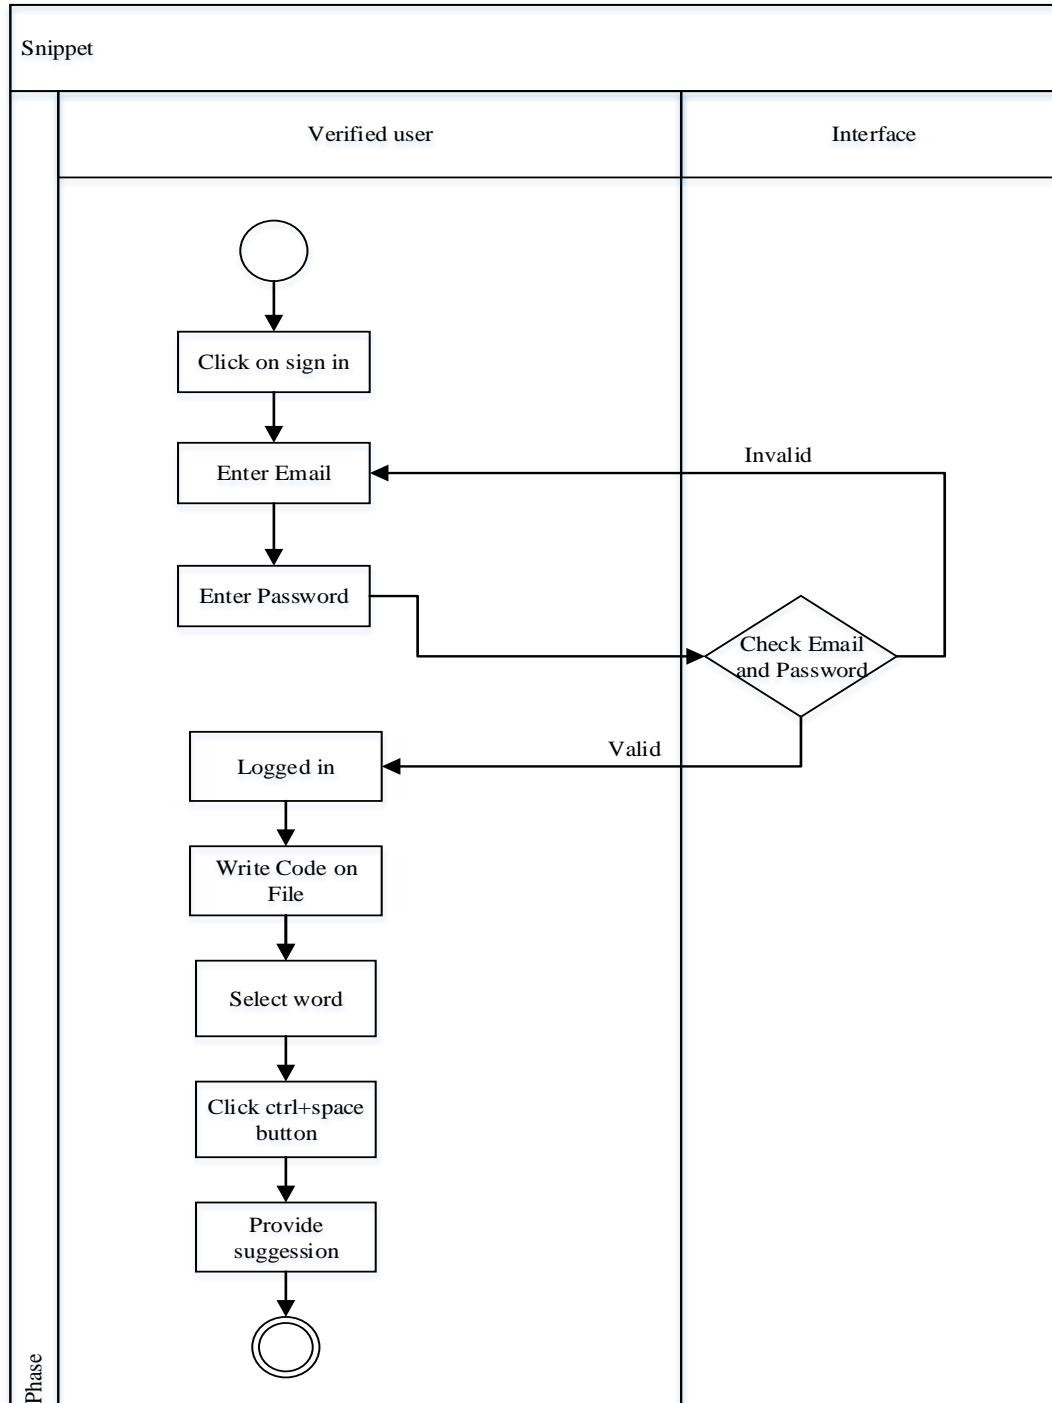 Snippet
Verified user
Interface
Click on sign in
Enter Email
Invalid
Enter Password
Check Email
and Password
Valid
Logged in
Write Code on
File
Select word
Click ctrl+space
button
Provide
suggession
Phase